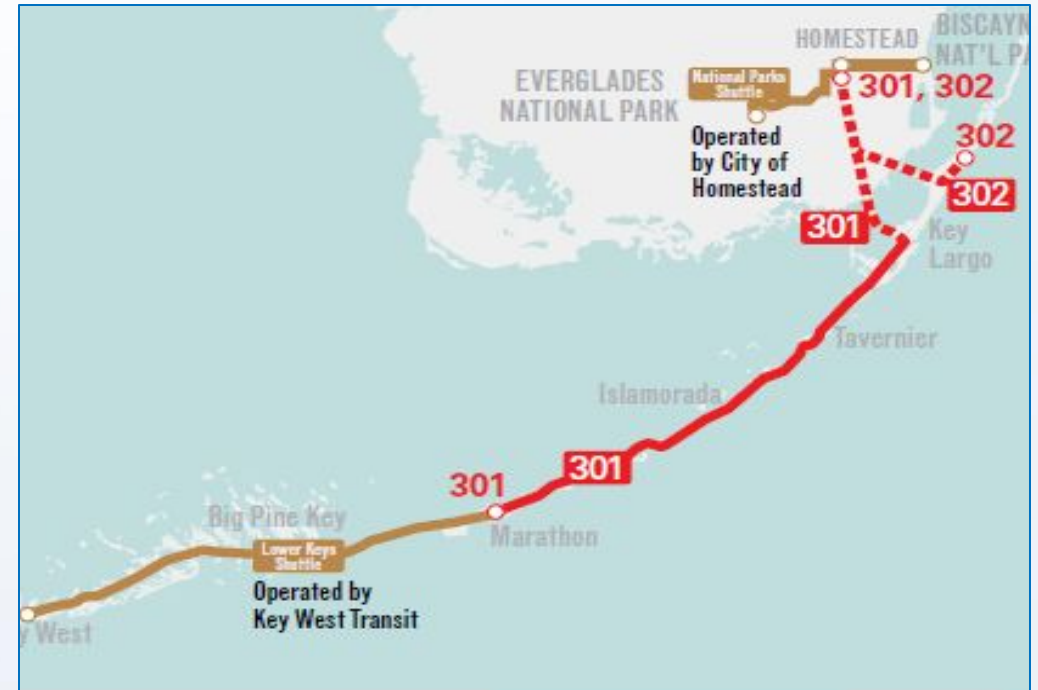 BISCAYN
HOMESTEAD
NAT'L PA
EVERGLADES
NATIONAL PARK
National Parks
Shuttle
301, 302
Operated
by City of
Homestead
302
302
301
Key
Largo
Tavernier
Islamorada
301
301
Big Pine Key
Marathon
Lower Keys
Shuttle
Operated by
Key West Transit
y West